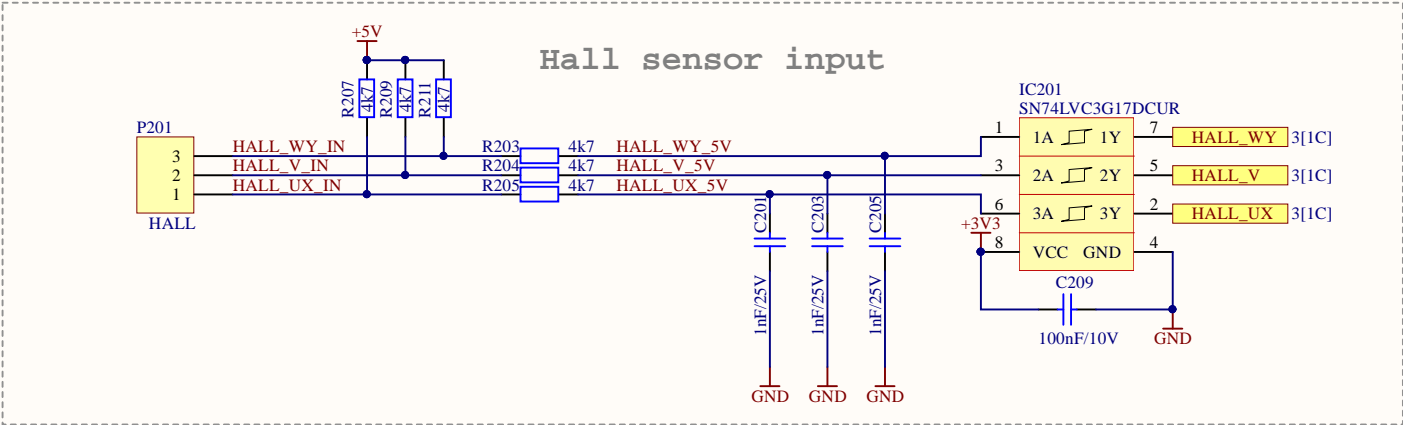 Hall sensor input
+5V
R207
4k7
R209
4k7
R211
4k7
P201
3
2
1
HALL
HALL_WY_IN
HALL_V_IN
HALL_UX_IN
R203
4k7
HALL_WY_5V
R204
4k7
HALL_V_5V
R205
4k7
HALL_UX_5V
C201
1nF/25V
GND
C203
1nF/25V
GND
C205
1nF/25V
GND
IC201
SN74LVC3G17DCUR
1 1A 1Y 7 HALL_WY 3[1C]
3 2A 2Y 5 HALL_V 3[1C]
6 3A 3Y 2 HALL_UX 3[1C]
+3V3
8 VCC GND 4
C209
100nF/10V
GND